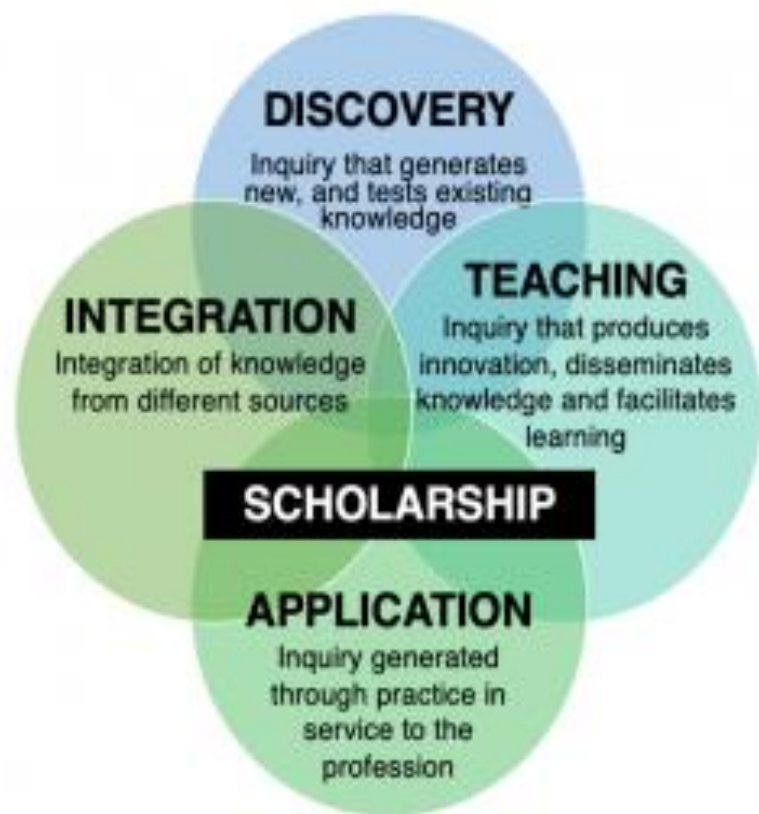 DISCOVERY
Inquiry that generates
new, and tests existing
knowledge
INTEGRATION
Integration of knowledge
from different sources
TEACHING
Inquiry that produces
innovation, disseminates
knowledge and facilitates
learning
SCHOLARSHIP
APPLICATION
Inquiry generated
through practice in
service to the
profession